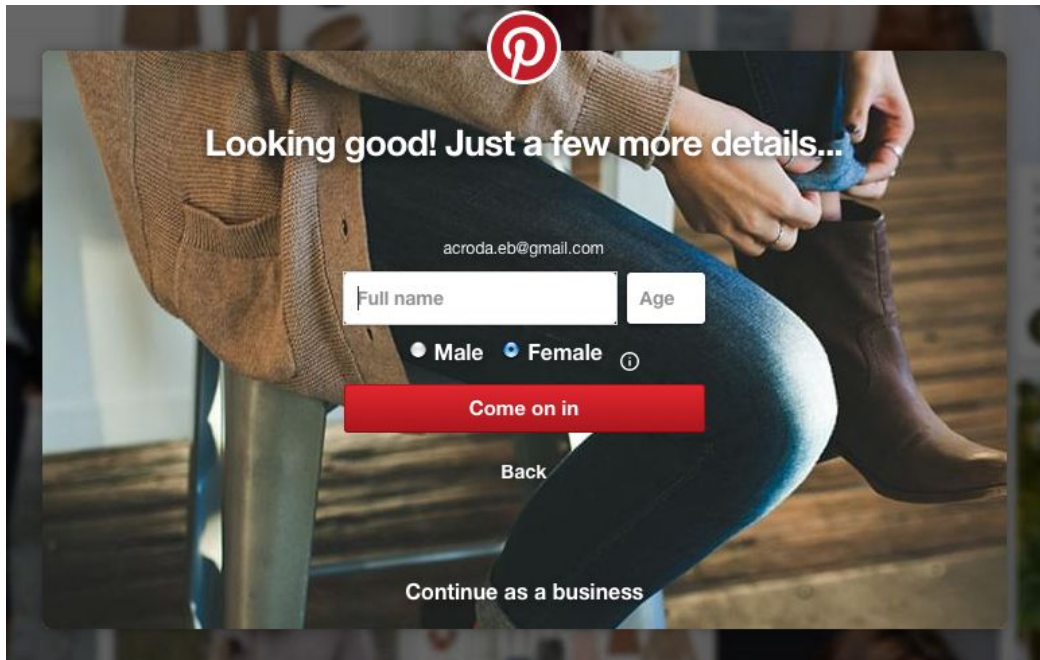 Looking good! Just a few more details...
acroda.eb@gmail.com
Full name Age
Male Female
Come on in
Back
Continue as a business